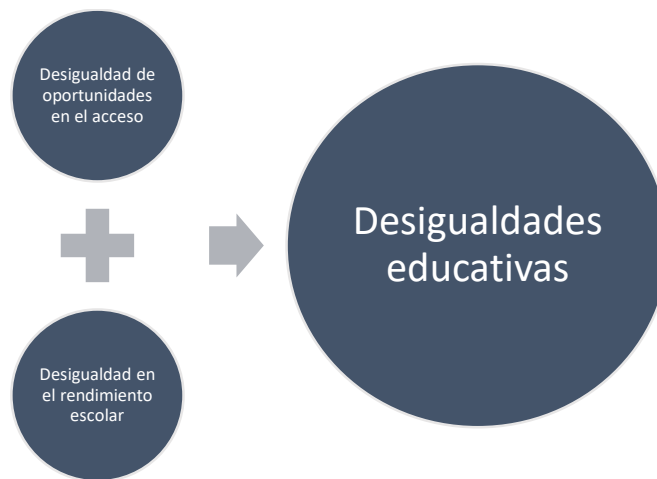 Desigualdad de
oportunidades
en el acceso
Desigualdad en
el rendimiento
escolar
Desigualdades
educativas